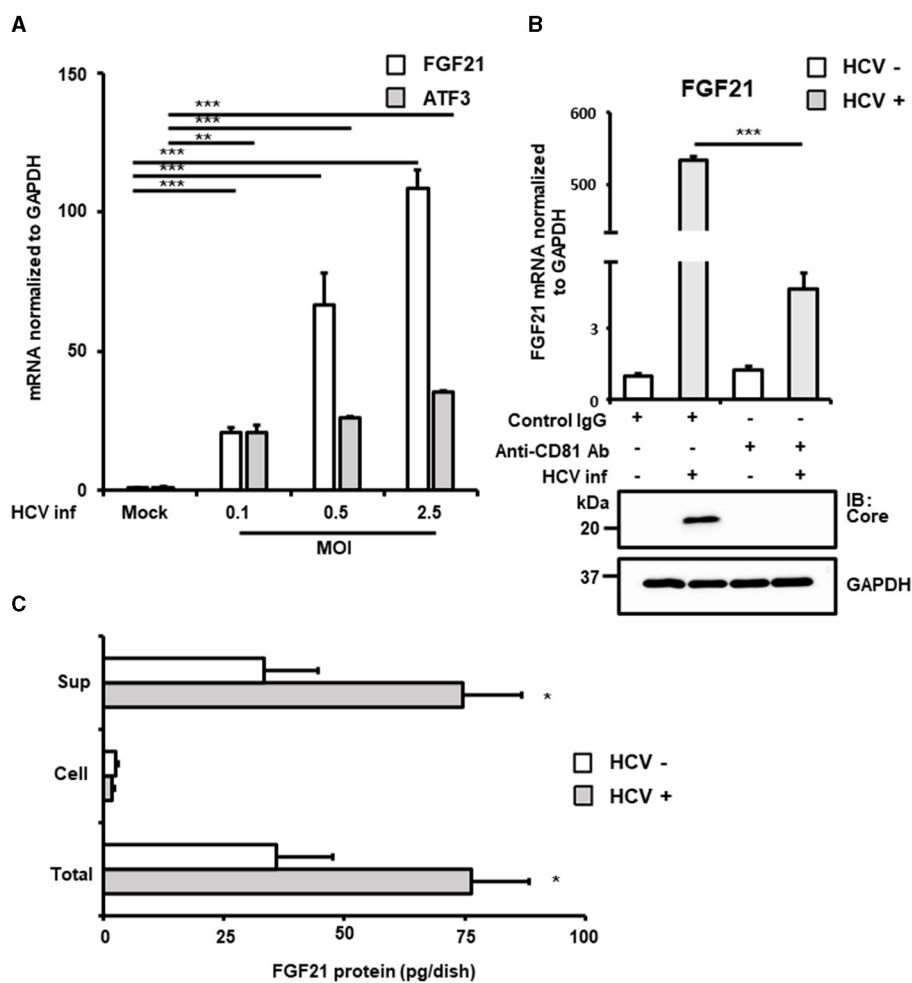 A
FGF21
ATF3
mRNA normalized to GAPDH
150
100
50
0
***
***
**
***
***
***
HCV inf
Mock 0.1 0.5 2.5
MOI
B
FGF21
HCV -
HCV +
FGF21 mRNA normalized
to GAPDH
600
500
3
0
***
Control IgG + + - -
Anti-CD81 Ab - - + +
HCV inf - + - +
kDa
20
37
IB:
Core
GAPDH
C
Sup
Cell
Total
*
*
HCV -
HCV +
0 25 50 75 100
FGF21 protein (pg/dish)